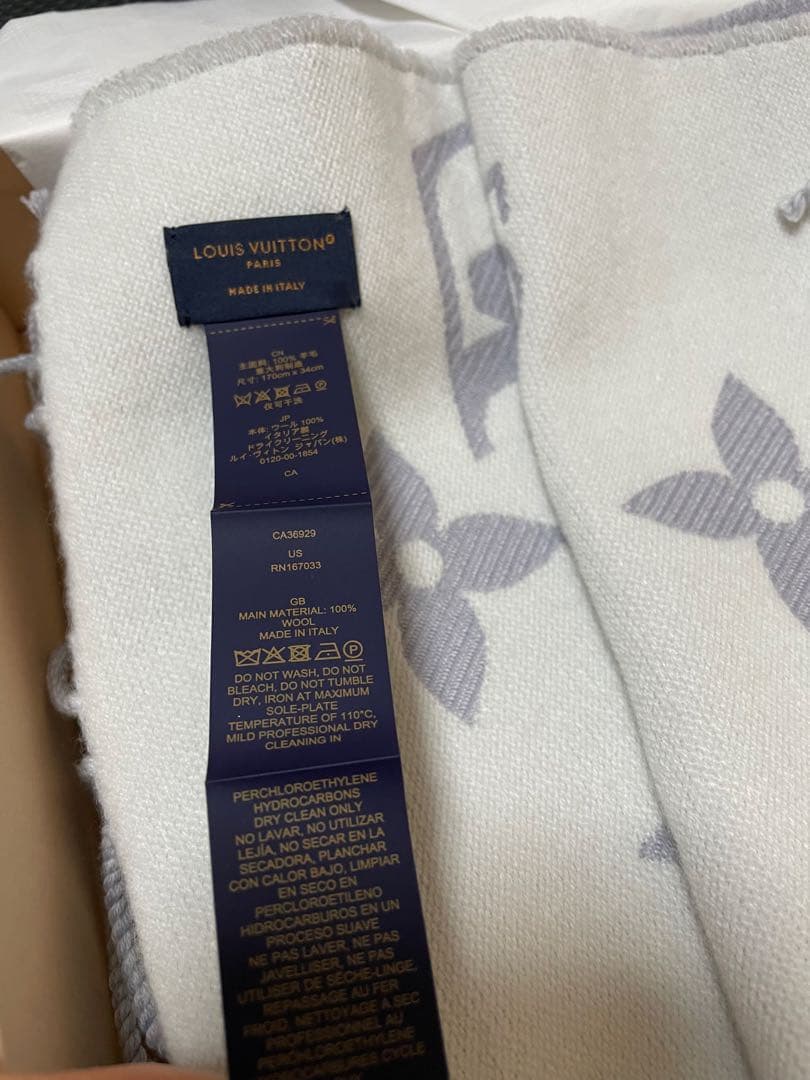 LOUIS VUITTON
PARIS
MADE IN ITALY
CN
主面料: 100% 羊毛
意大利制造
尺寸: 170cm x 34cm
仅可干洗
JP
本体: ウール 100%
イタリア製
ドライクリーニング
ルイ・ヴィトン ジャパン(株)
0120-00-1854
CA
CA36929
US
RN167033
GB
MAIN MATERIAL: 100%
WOOL
MADE IN ITALY
DO NOT WASH, DO NOT
BLEACH, DO NOT TUMBLE
DRY, IRON AT MAXIMUM
SOLE-PLATE
TEMPERATURE OF 110°C,
MILD PROFESSIONAL DRY
CLEANING IN
PERCHLOROETHYLENE
HYDROCARBONS
DRY CLEAN ONLY
NO LAVAR, NO UTILIZAR
LEJÍA, NO SECAR EN LA
SECADORA, PLANCHAR
CON CALOR BAJO, LIMPIAR
EN SECO EN
PERCLOROETILENO
HIDROCARBUROS EN UN
PROCESO SUAVE
NE PAS LAVER, NE PAS
JAVELLISER, NE PAS
UTILISER DE SÈCHE-LINGE,
REPASSAGE AU FER
FROID, NETTOYAGE A SEC
PROFESSIONNEL AU
PERCHLOROETHYLENE
HYDROCARBURES CYCLE